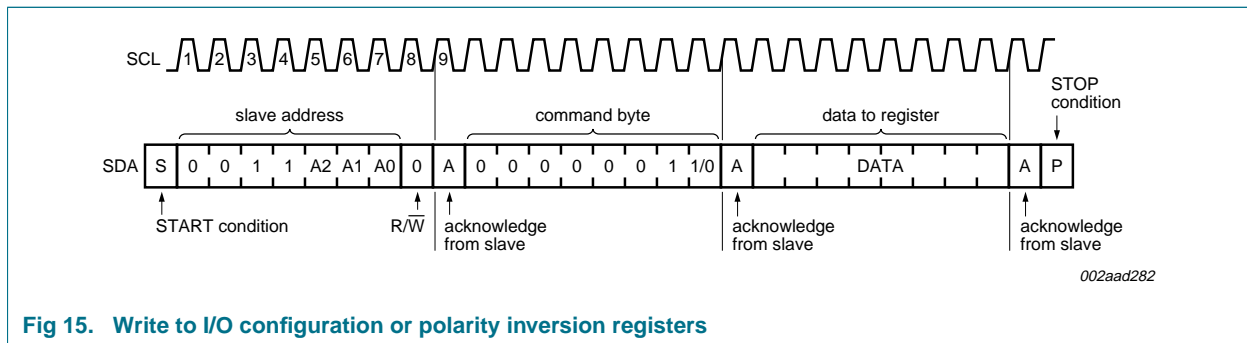 SCL 1 2 3 4 5 6 7 8 9
STOP
condition
slave address command byte data to register
SDA S 0 0 1 1 A2 A1 A0 0 A 0 0 0 0 0 0 1 1/0 A DATA A P
START condition R/W̅ acknowledge acknowledge acknowledge
from slave from slave from slave
002aad282
Fig 15. Write to I/O configuration or polarity inversion registers